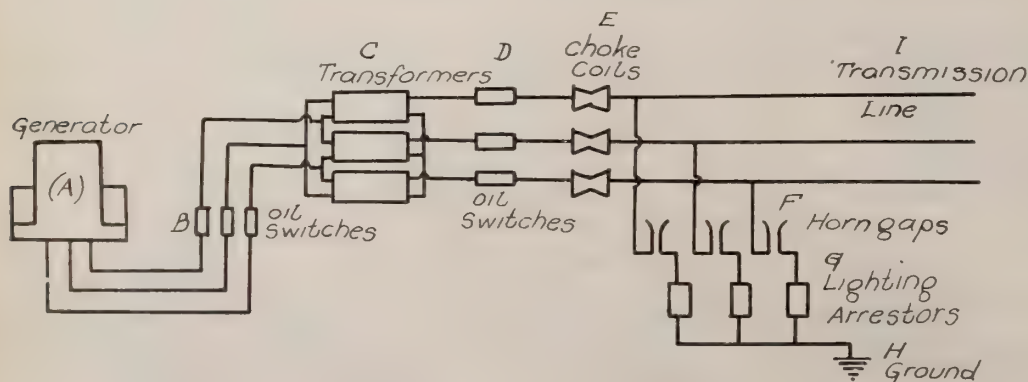 E
Choke
Coils
C
Transformers
D
I
Transmission
Line
Generator
(A)
B
Oil
Switches
Oil
Switches
F
Horn gaps
G
Lighting
Arrestors
H
Ground